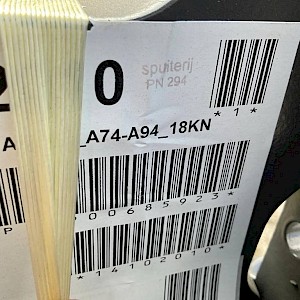 0
spuiterij
PN 294
*1*
A
_A74-A94_18KN
00685923*
P
*14102010*